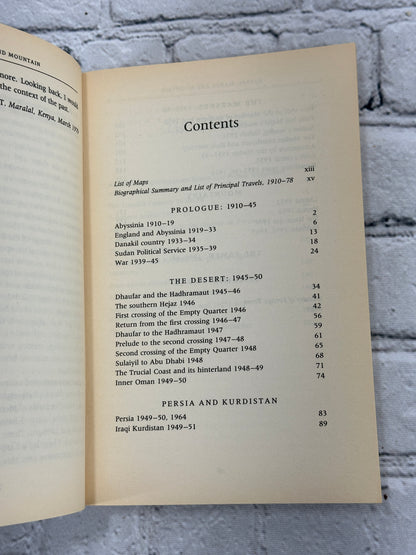 ND MOUNTAIN
nore. Looking back, I would
the context of the past.
T. Maralal, Kenya, March 1979
Contents
List of Maps xiii
Biographical Summary and List of Principal Travels, 1910–78 xv
PROLOGUE: 1910–45
Abyssinia 1910–19 2
England and Abyssinia 1919–33 6
Danakil country 1933–34 13
Sudan Political Service 1935–39 18
War 1939–45 24
THE DESERT: 1945–50
Dhaufar and the Hadhramaut 1945–46 34
The southern Hejaz 1946 41
First crossing of the Empty Quarter 1946 42
Return from the first crossing 1946–47 56
Dhaufar to the Hadhramaut 1947 59
Prelude to the second crossing 1947–48 61
Second crossing of the Empty Quarter 1948 65
Sulaiyil to Abu Dhabi 1948 68
The Trucial Coast and its hinterland 1948–49 71
Inner Oman 1949–50 74
PERSIA AND KURDISTAN
Persia 1949–50, 1964 83
Iraqi Kurdistan 1949–51 89